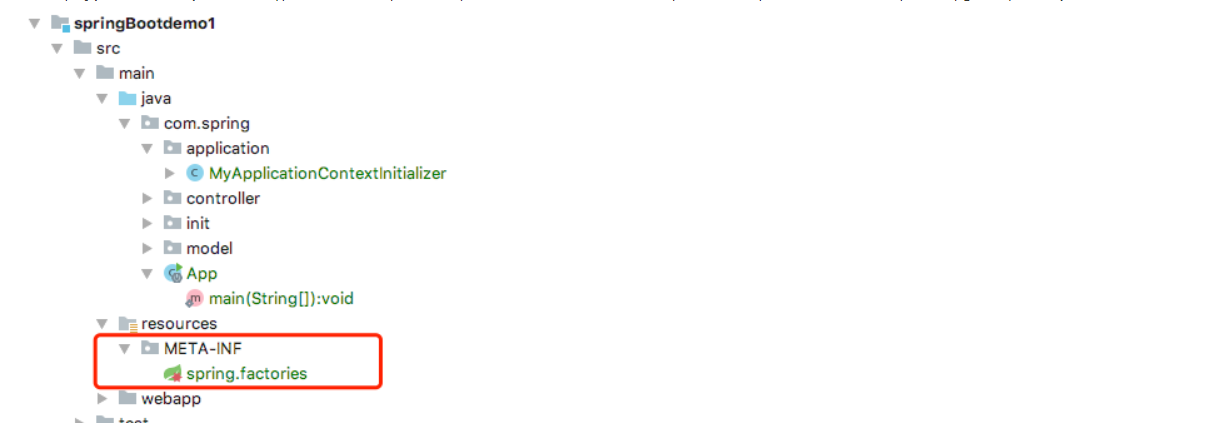 springBootdemo1
src
main
java
com.spring
application
MyApplicationContextInitializer
controller
init
model
App
main(String[]):void
resources
META-INF
spring.factories
webapp